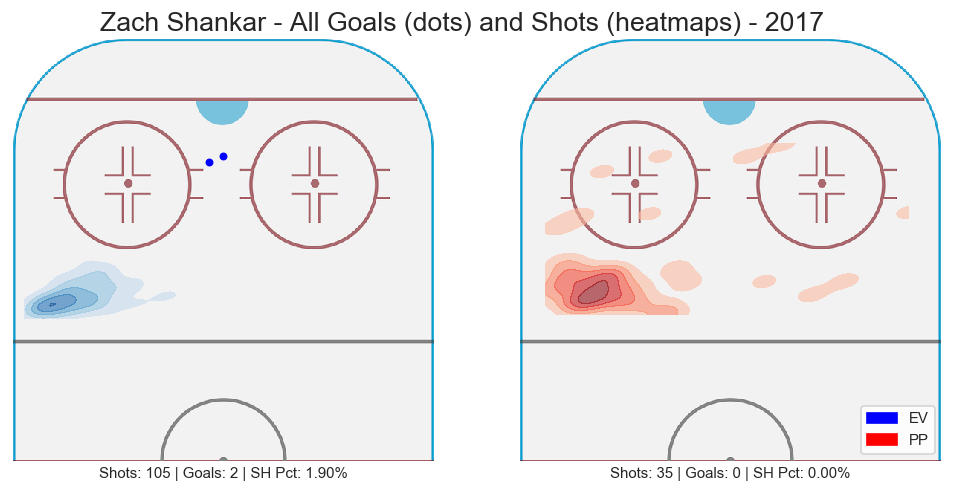 Zach Shankar - All Goals (dots) and Shots (heatmaps) - 2017
EV
PP
Shots: 105 | Goals: 2 | SH Pct: 1.90%
Shots: 35 | Goals: 0 | SH Pct: 0.00%